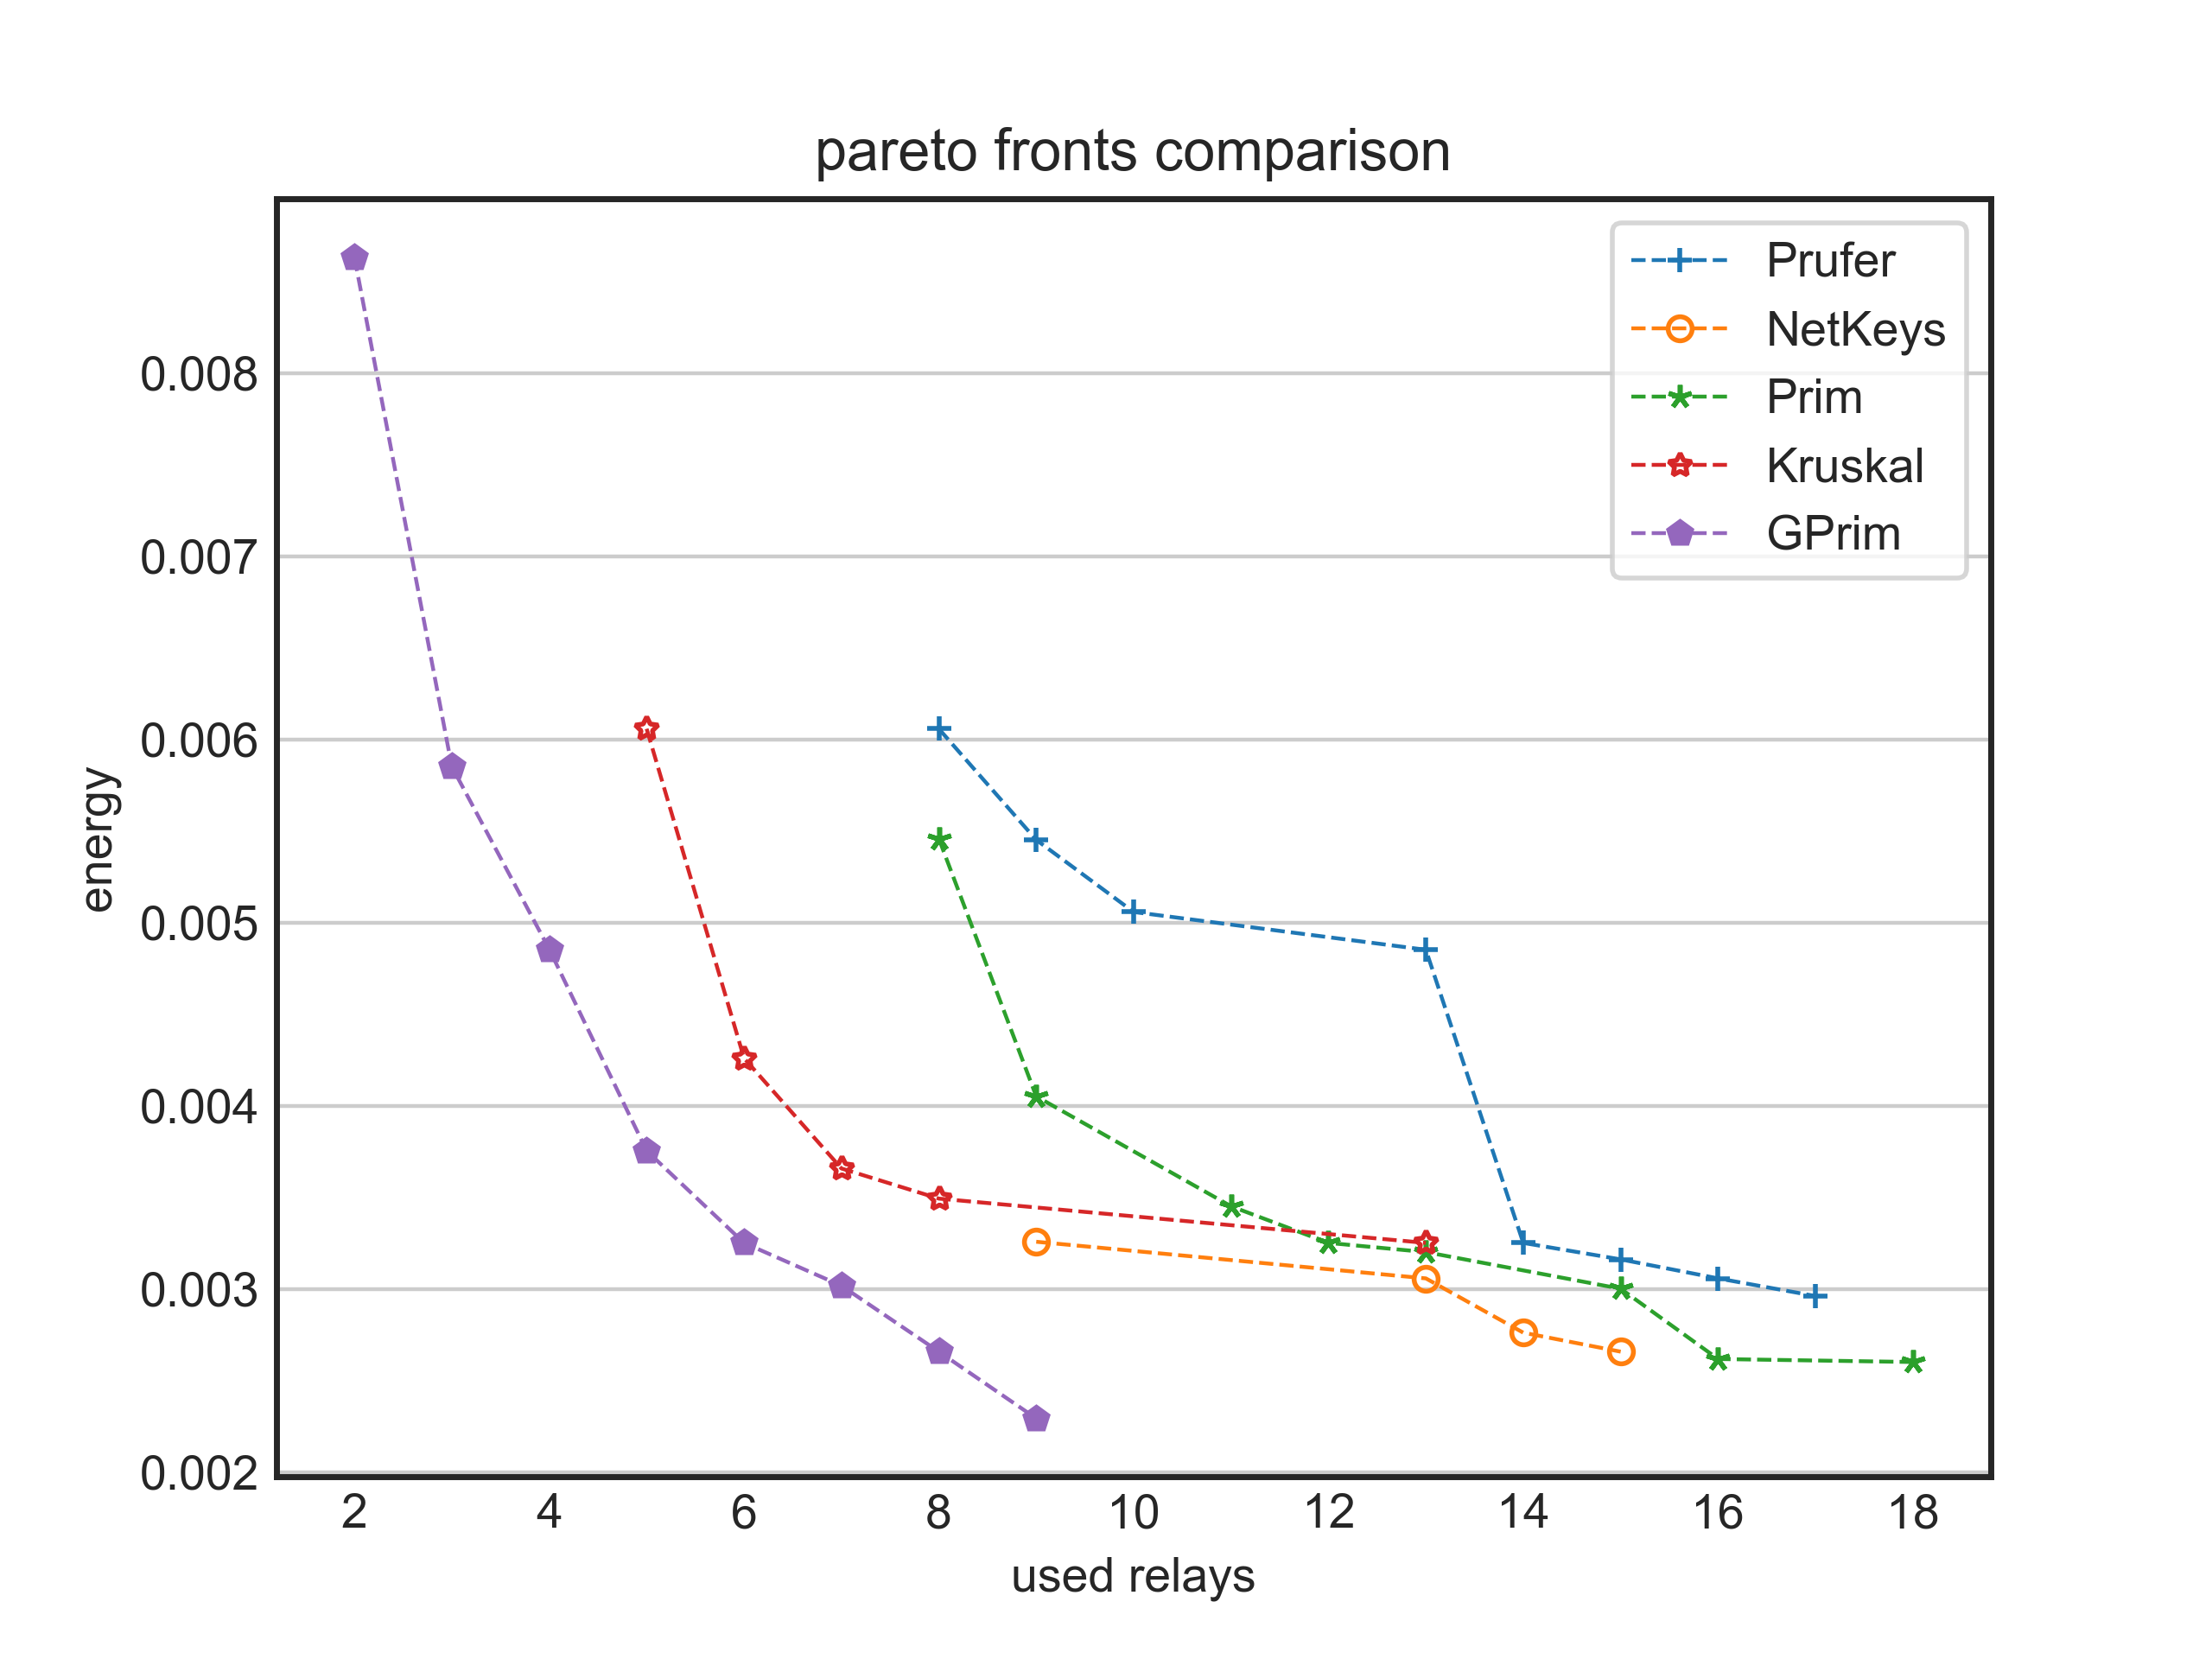 pareto fronts comparison
Prufer
NetKeys
Prim
Kruskal
GPrim
0.008
0.007
0.006
0.005
0.004
0.003
0.002
energy
2 4 6 8 10 12 14 16 18
used relays